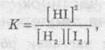 K = [HI]² / [H₂][I₂],